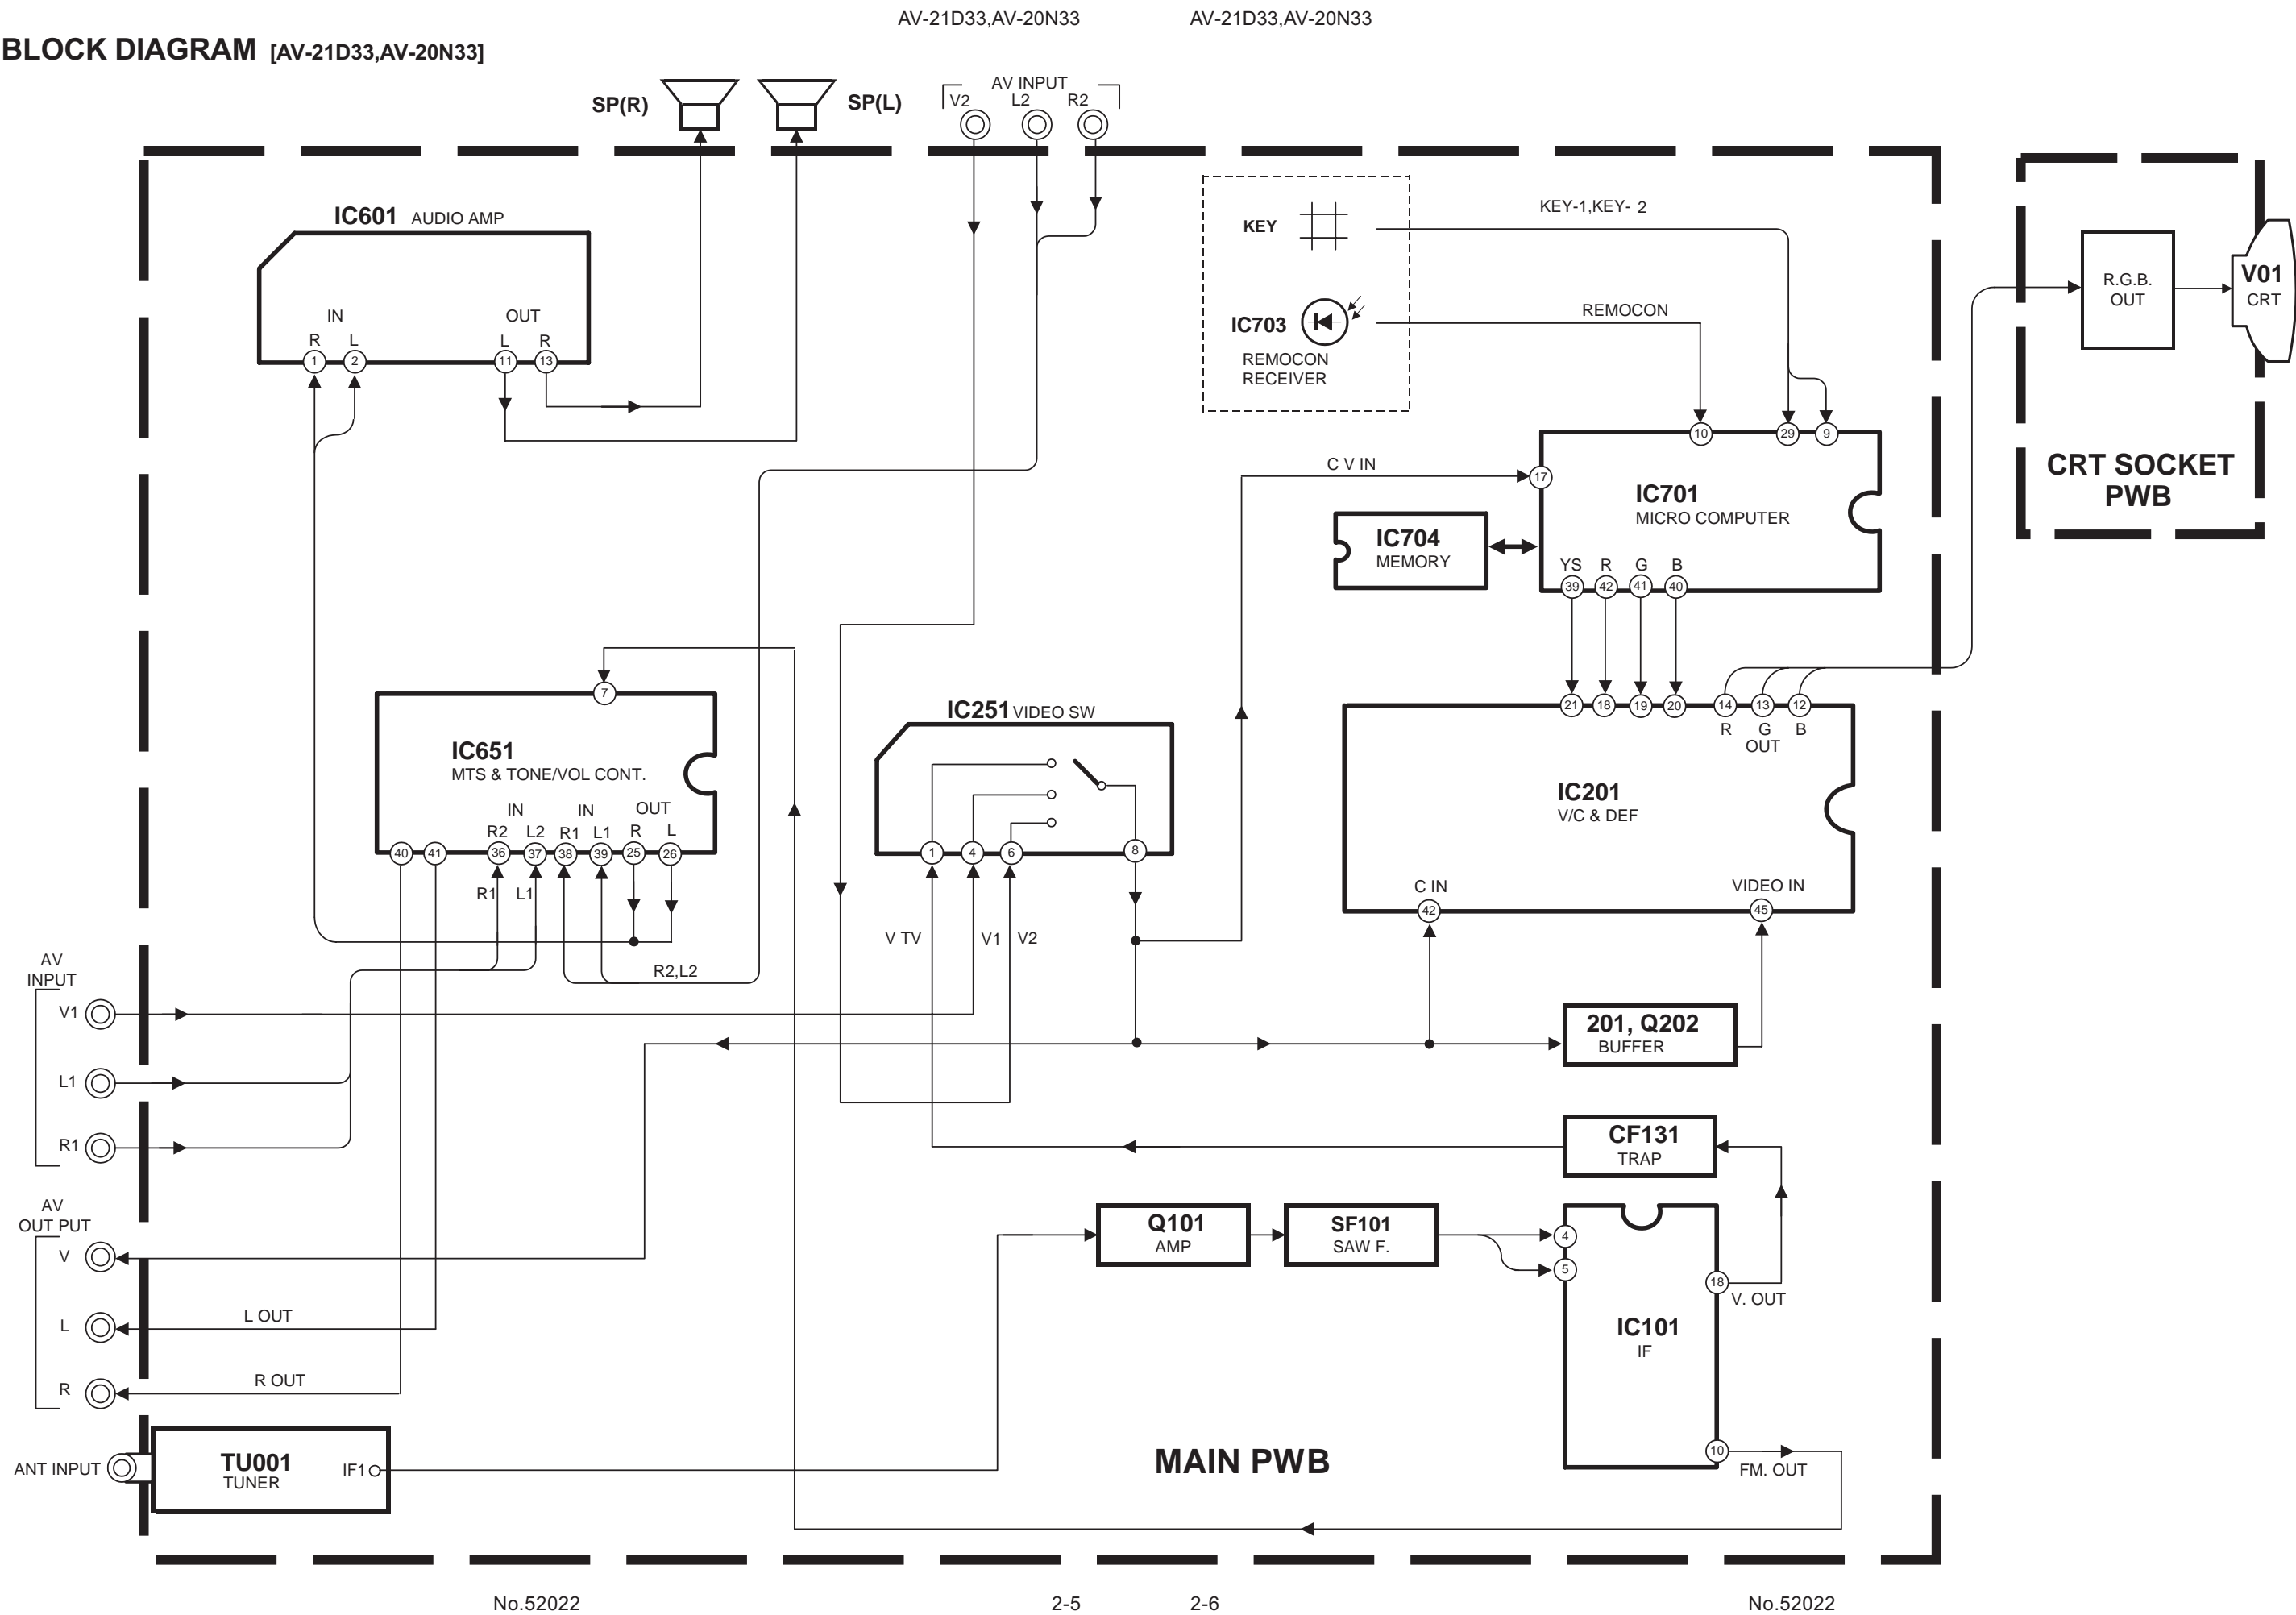 AV-21D33,AV-20N33
AV-21D33,AV-20N33
BLOCK DIAGRAM [AV-21D33,AV-20N33]
SP(R)
SP(L)
AV INPUT
V2
L2
R2
IC601 AUDIO AMP
IN
OUT
R
L
L
R
1
2
11
13
KEY
KEY-1,KEY- 2
IC703
REMOCON
RECEIVER
REMOCON
R.G.B.
OUT
V01
CRT
CRT SOCKET
PWB
10
29
9
C V IN
17
IC701
MICRO COMPUTER
IC704
MEMORY
YS
R
G
B
39
42
41
40
7
IC651
MTS & TONE/VOL CONT.
IN
IN
OUT
R2
L2
R1
L1
R
L
40
41
36
37
38
39
25
26
R1
L1
R2,L2
IC251 VIDEO SW
1
4
6
8
V TV
V1
V2
21
18
19
20
14
13
12
R
G
B
OUT
IC201
V/C & DEF
C IN
VIDEO IN
42
45
AV
INPUT
V1
L1
R1
201, Q202
BUFFER
CF131
TRAP
AV
OUT PUT
V
L
L OUT
R
R OUT
Q101
AMP
SF101
SAW F.
4
5
18
V. OUT
IC101
IF
10
FM. OUT
ANT INPUT
TU001
TUNER
IF1
MAIN PWB
No.52022
2-5
2-6
No.52022